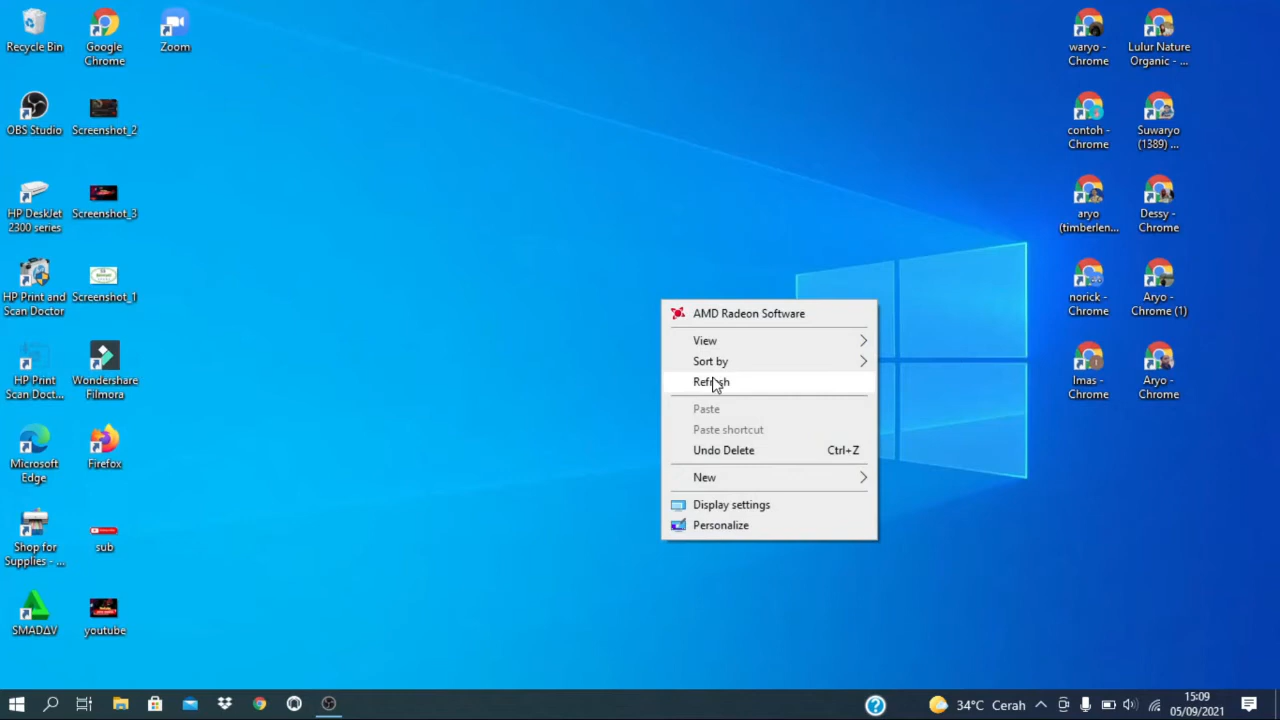 Recycle Bin
Google
Chrome
Zoom
OBS Studio
Screenshot_2
HP DeskJet
2300 series
Screenshot_3
HP Print and
Scan Doctor
Screenshot_1
HP Print
Scan Doct...
Wondershare
Filmora
Microsoft
Edge
Firefox
Shop for
Supplies - ...
sub
SMADΔV
youtube
waryo -
Chrome
Lulur Nature
Organic - ...
contoh -
Chrome
Suwaryo
(1389) ...
aryo
(timberlen...
Dessy -
Chrome
norick -
Chrome
Aryo -
Chrome (1)
Imas -
Chrome
Aryo -
Chrome
AMD Radeon Software
View
Sort by
Refresh
Paste
Paste shortcut
Undo Delete Ctrl+Z
New
Display settings
Personalize
34°C Cerah
15:09
05/09/2021